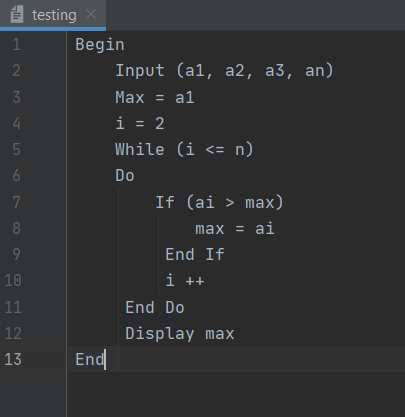 testing
1 Begin
2 Input (a1, a2, a3, an)
3 Max = a1
4 i = 2
5 While (i <= n)
6 Do
7 If (ai > max)
8 max = ai
9 End If
10 i ++
11 End Do
12 Display max
13 End